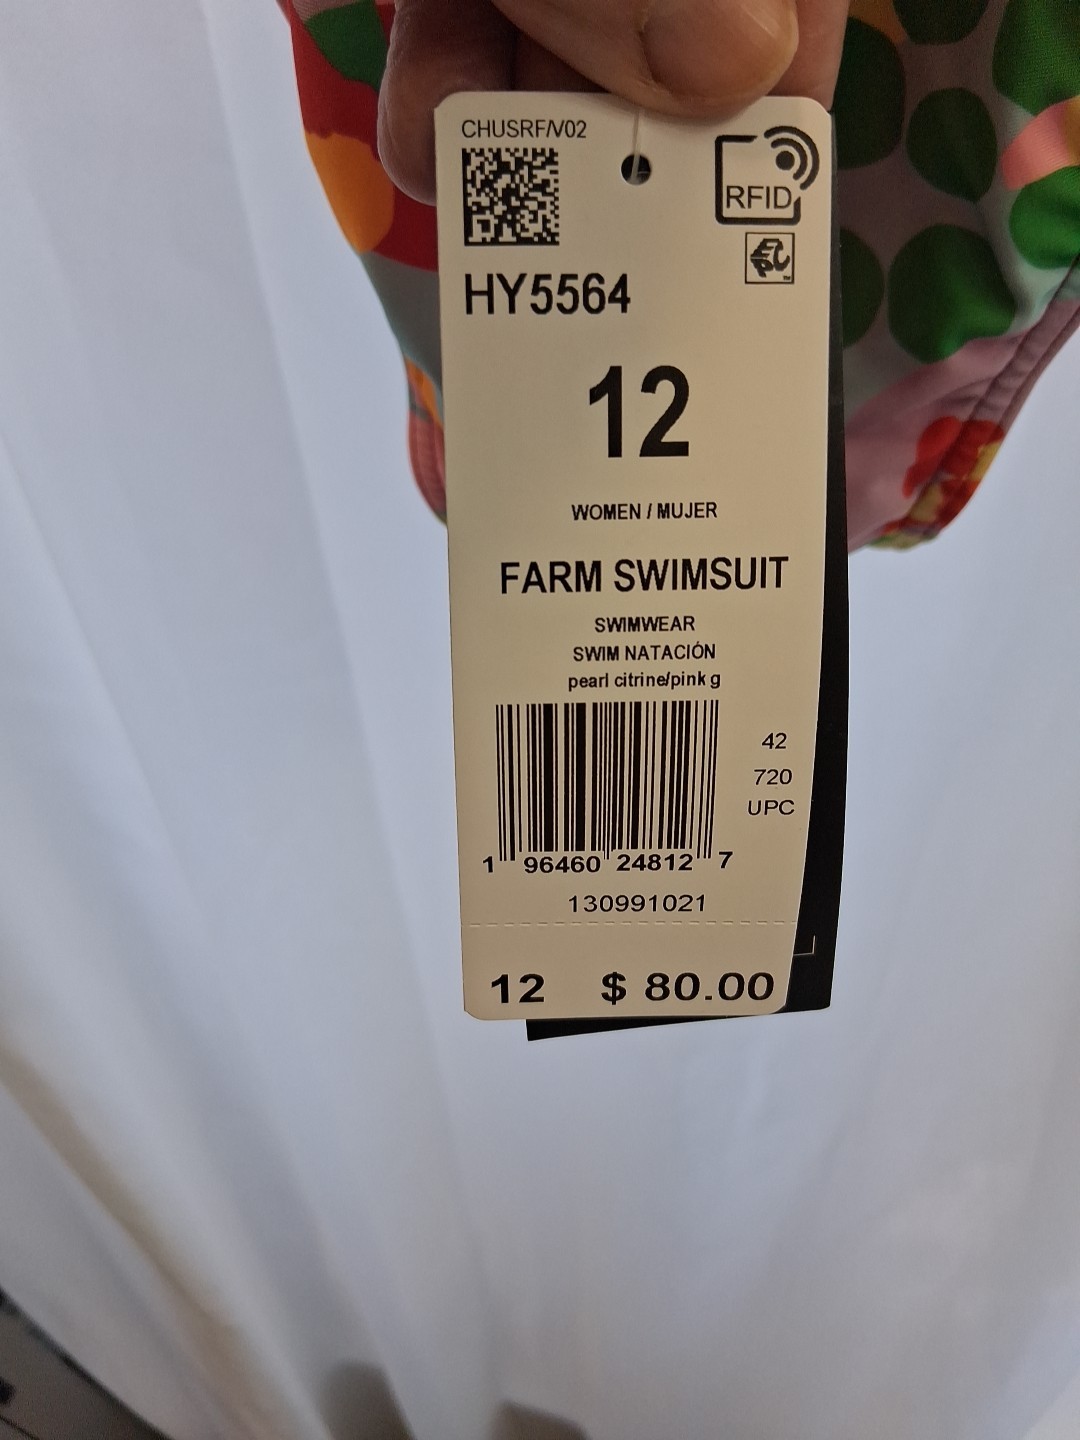 CHUSRF/V02
RFID
EPC
HY5564
12
WOMEN / MUJER
FARM SWIMSUIT
SWIMWEAR
SWIM NATACIÓN
pearl citrine/pink g
42
720
UPC
1 96460 24812 7
130991021
12 $ 80.00